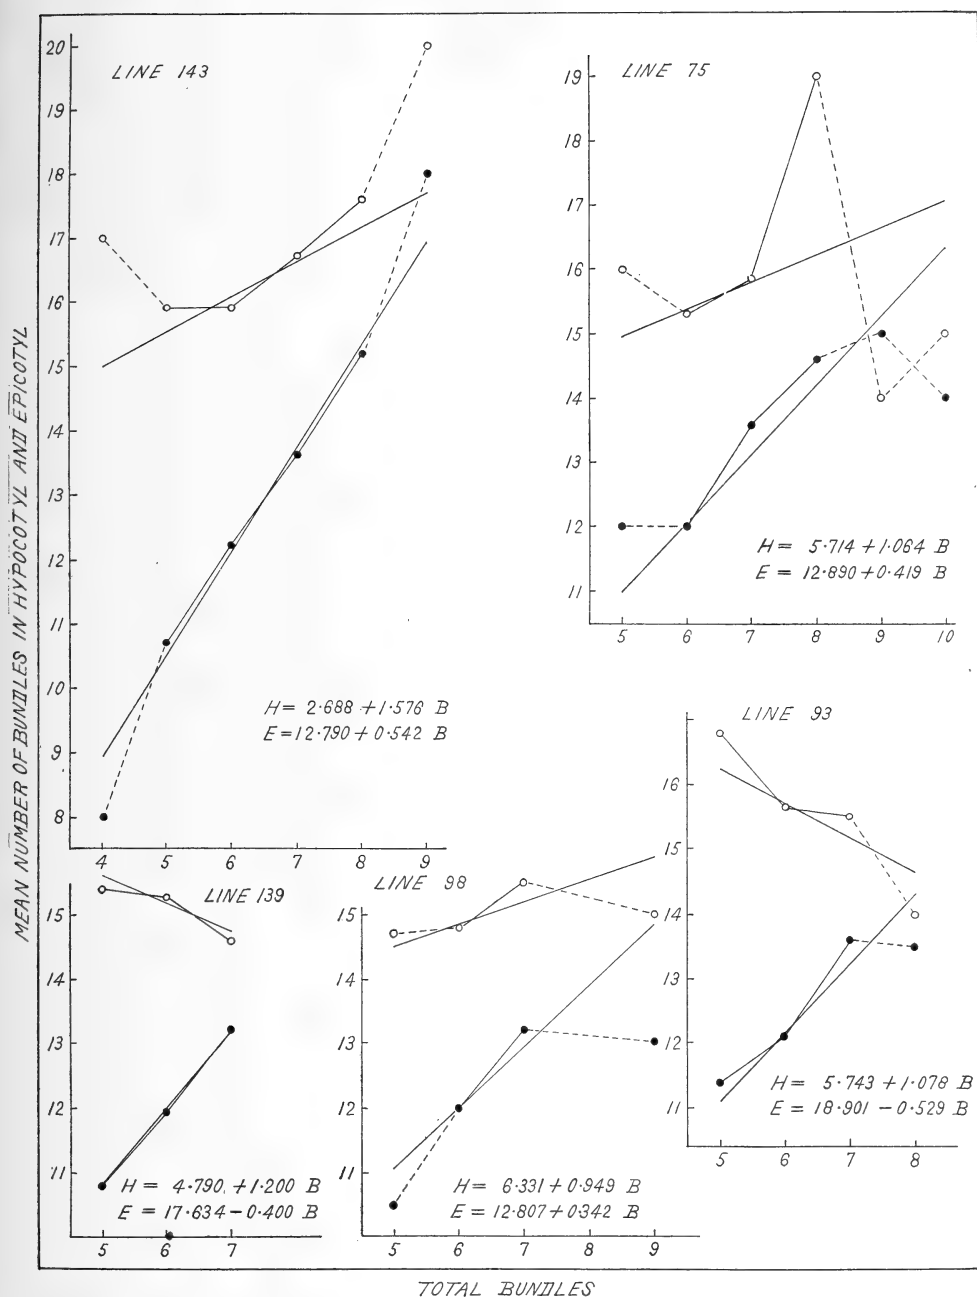 LINE 143
20
19
18
17
16
15
14
13
12
11
10
9
8
4 5 6 7 8 9
H = 2·688 + 1·576 B
E = 12·790 + 0·542 B
LINE 75
19
18
17
16
15
14
13
12
11
5 6 7 8 9 10
H = 5·714 + 1·064 B
E = 12·890 + 0·419 B
LINE 139
15
14
13
12
11
5 6 7
H = 4·790 + 1·200 B
E = 17·634 - 0·400 B
LINE 98
15
14
13
12
11
5 6 7 8 9
H = 6·331 + 0·949 B
E = 12·807 + 0·342 B
LINE 93
16
15
14
13
12
11
5 6 7 8
H = 5·743 + 1·078 B
E = 18·901 - 0·529 B
MEAN NUMBER OF BUNDLES IN HYPOCOTYL AND EPICOTYL
TOTAL BUNDLES